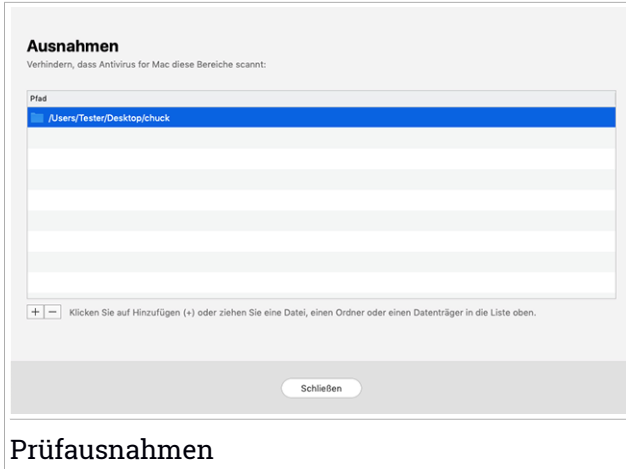 Ausnahmen
Verhindern, dass Antivirus for Mac diese Bereiche scannt:
Pfad
/Users/Tester/Desktop/chuck
+ − Klicken Sie auf Hinzufügen (+) oder ziehen Sie eine Datei, einen Ordner oder einen Datenträger in die Liste oben.
Schließen
Prüfausnahmen